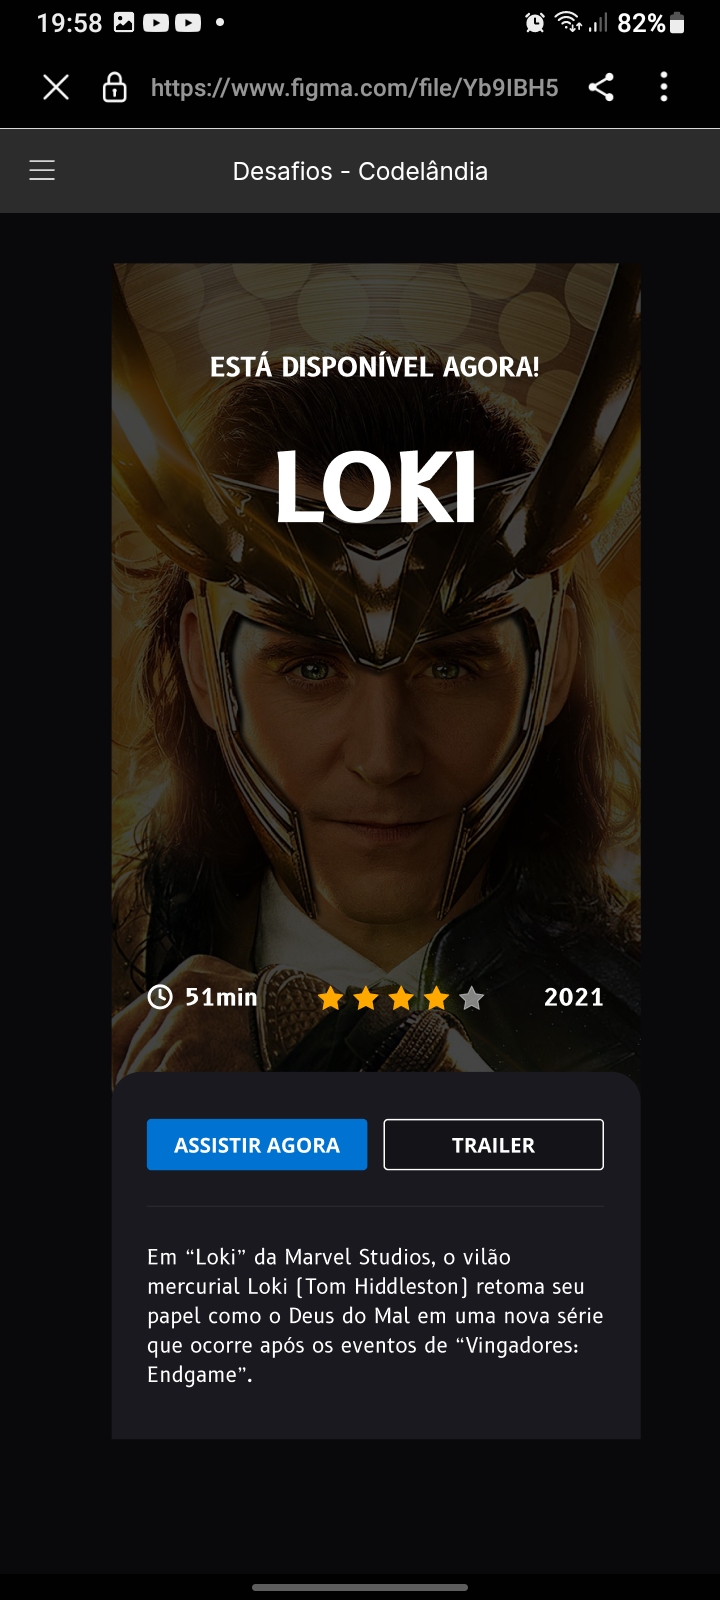 19:58
82%
https://www.figma.com/file/Yb9IBH5
Desafios - Codelândia
ESTÁ DISPONÍVEL AGORA!
LOKI
51min
2021
ASSISTIR AGORA
TRAILER
Em “Loki” da Marvel Studios, o vilão
mercurial Loki (Tom Hiddleston) retoma seu
papel como o Deus do Mal em uma nova série
que ocorre após os eventos de “Vingadores:
Endgame”.